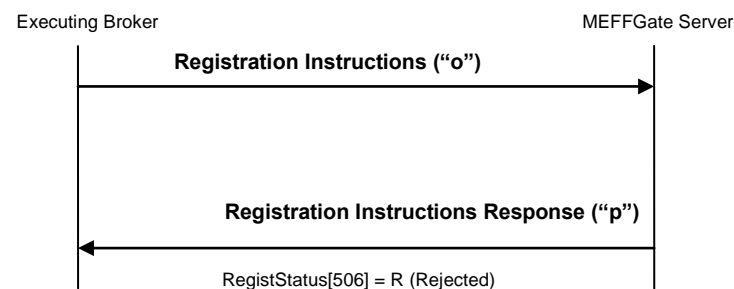 Executing Broker
MEFFGate Server
Registration Instructions (“o”)
Registration Instructions Response (“p”)
RegistStatus[506] = R (Rejected)